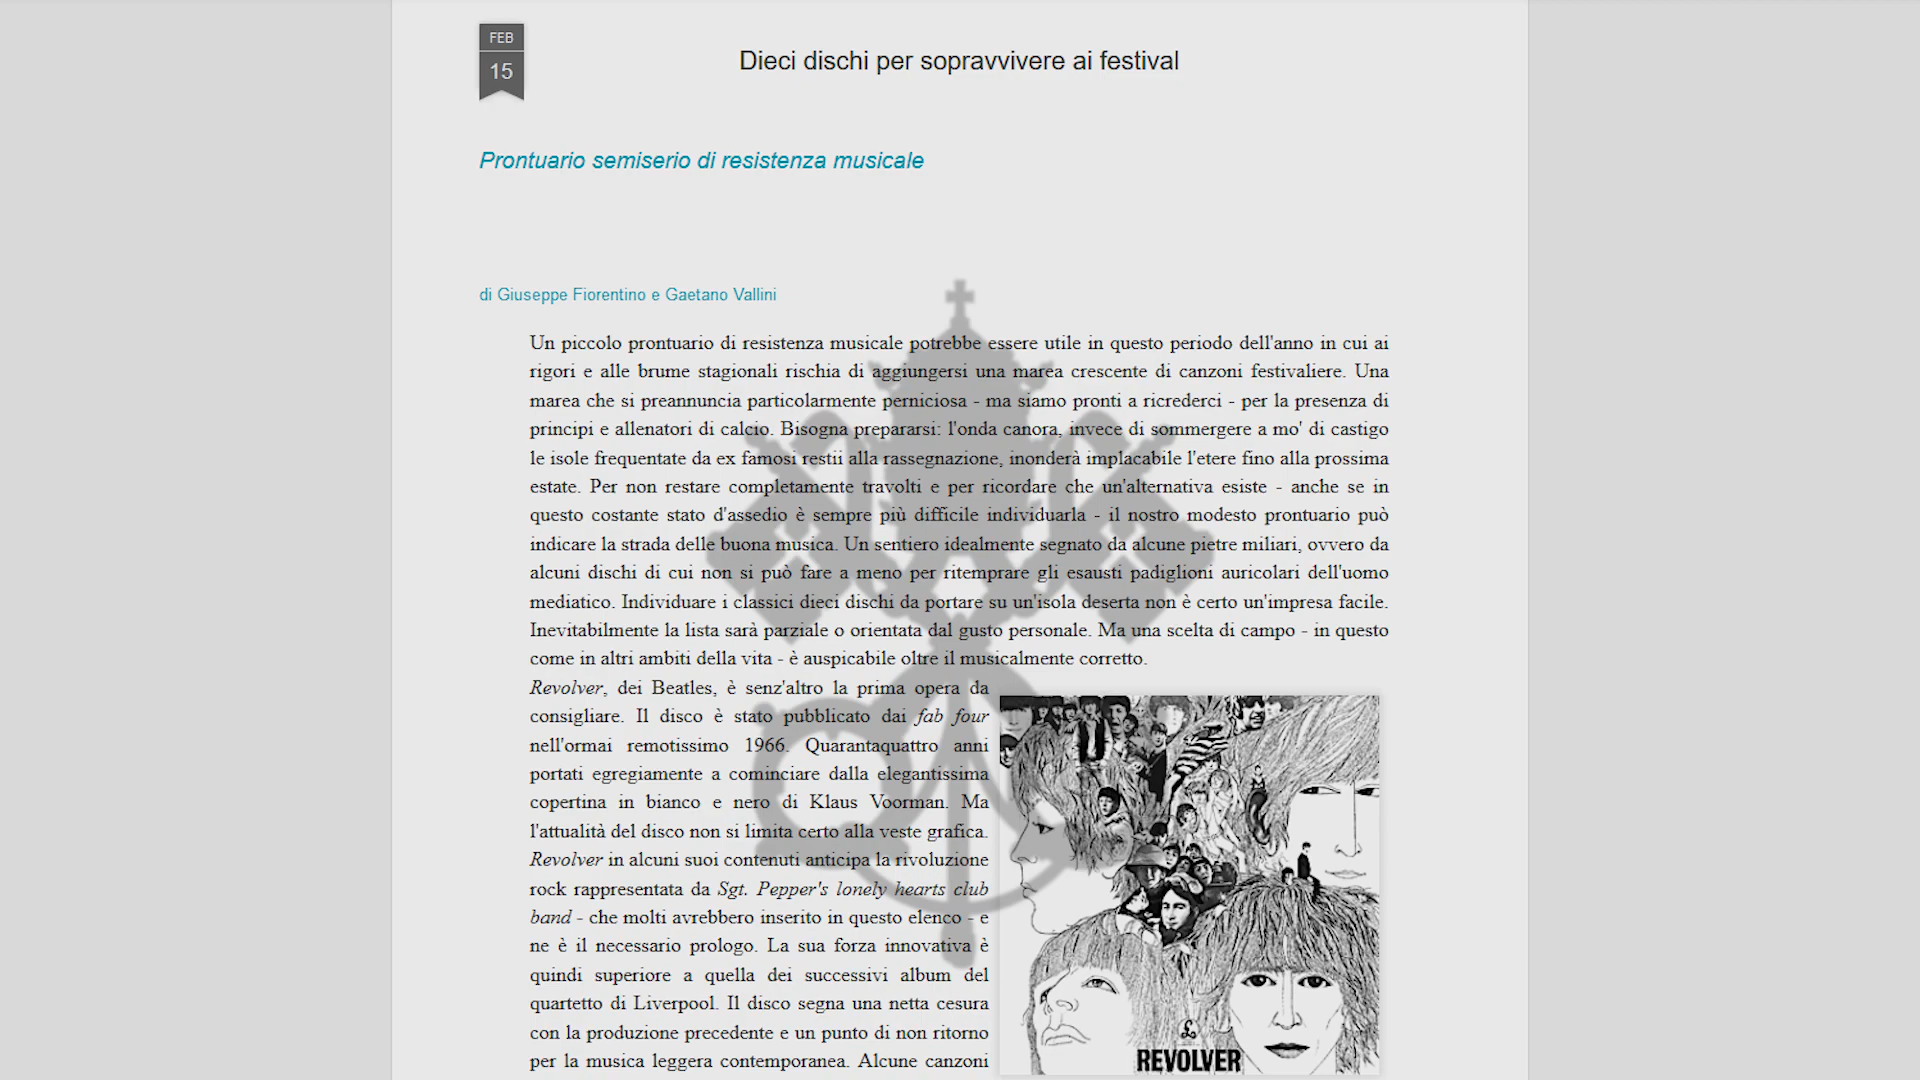 FEB
15
Dieci dischi per sopravvivere ai festival
Prontuario semiserio di resistenza musicale
di Giuseppe Fiorentino e Gaetano Vallini
Un piccolo prontuario di resistenza musicale potrebbe essere utile in questo periodo dell'anno in cui ai
rigori e alle brume stagionali rischia di aggiungersi una marea crescente di canzoni festivaliere. Una
marea che si preannuncia particolarmente perniciosa - ma siamo pronti a ricrederci - per la presenza di
principi e allenatori di calcio. Bisogna prepararsi: l'onda canora, invece di sommergere a mo' di castigo
le isole frequentate da ex famosi restii alla rassegnazione, inonderà implacabile l'etere fino alla prossima
estate. Per non restare completamente travolti e per ricordare che un'alternativa esiste - anche se in
questo costante stato d'assedio è sempre più difficile individuarla - il nostro modesto prontuario può
indicare la strada delle buona musica. Un sentiero idealmente segnato da alcune pietre miliari, ovvero da
alcuni dischi di cui non si può fare a meno per ritemprare gli esausti padiglioni auricolari dell'uomo
mediatico. Individuare i classici dieci dischi da portare su un'isola deserta non è certo un'impresa facile.
Inevitabilmente la lista sarà parziale o orientata dal gusto personale. Ma una scelta di campo - in questo
come in altri ambiti della vita - è auspicabile oltre il musicalmente corretto.
Revolver, dei Beatles, è senz'altro la prima opera da
consigliare. Il disco è stato pubblicato dai fab four
nell'ormai remotissimo 1966. Quarantaquattro anni
portati egregiamente a cominciare dalla elegantissima
copertina in bianco e nero di Klaus Voorman. Ma
l'attualità del disco non si limita certo alla veste grafica.
Revolver in alcuni suoi contenuti anticipa la rivoluzione
rock rappresentata da Sgt. Pepper's lonely hearts club
band - che molti avrebbero inserito in questo elenco - e
ne è il necessario prologo. La sua forza innovativa è
quindi superiore a quella dei successivi album del
quartetto di Liverpool. Il disco segna una netta cesura
con la produzione precedente e un punto di non ritorno
per la musica leggera contemporanea. Alcune canzoni
REVOLVER